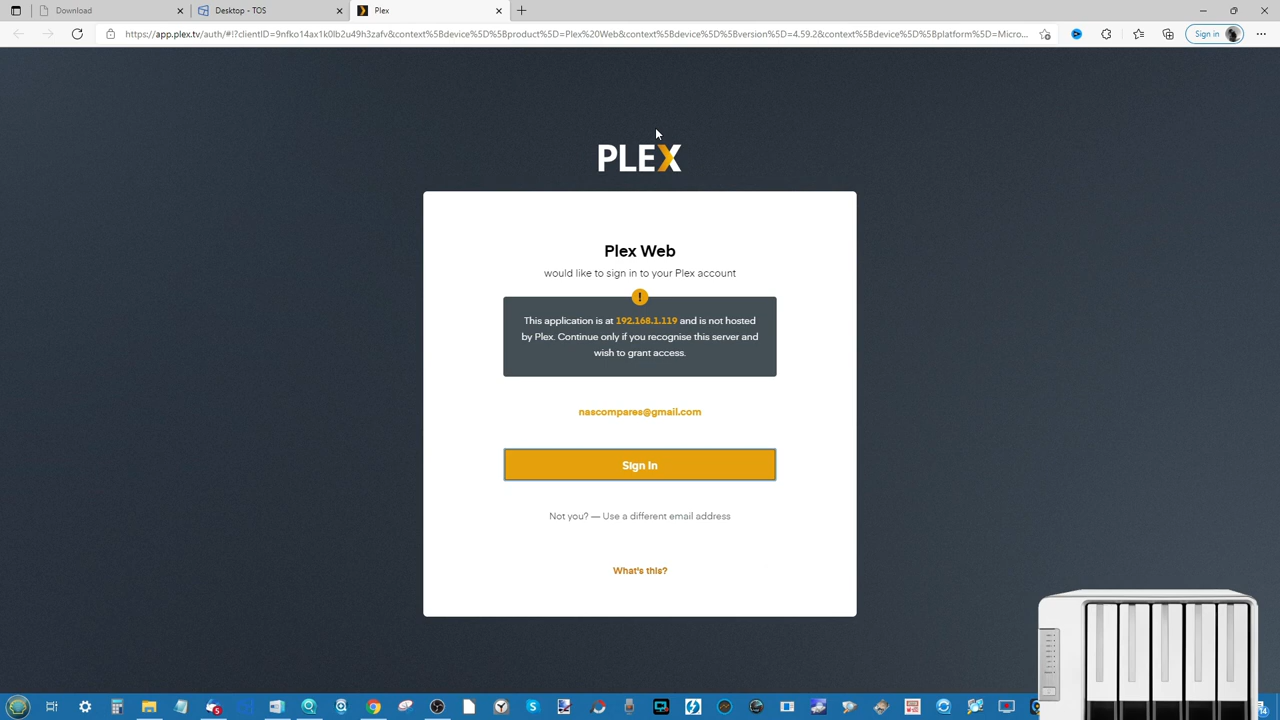 Download
Desktop - TOS
Plex
https://app.plex.tv/auth/#!?clientID=9nfko14ax1k0lb2u49h3zafv&context%5Bdevice%5D%5Bproduct%5D=Plex%20Web&context%5Bdevice%5D%5Bversion%5D=4.59.2&context%5Bdevice%5D%5Bplatform%5D=Micro...
Sign in
PLEX
Plex Web
would like to sign in to your Plex account
!
This application is at 192.168.1.119 and is not hosted
by Plex. Continue only if you recognise this server and
wish to grant access.
nascompares@gmail.com
Sign In
Not you? — Use a different email address
What's this?